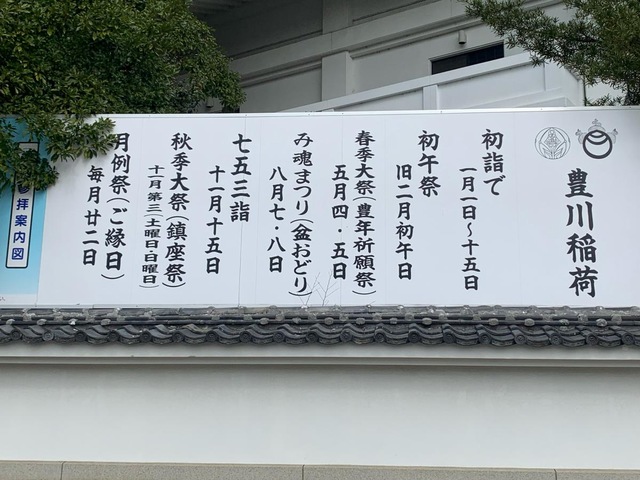 豊川稲荷
初詣で
一月一日〜十五日
初午祭
旧二月初午日
春季大祭(豊年祈願祭)
五月四・五日
み魂まつり(盆おどり)
八月七・八日
七五三詣
十一月十五日
秋季大祭(鎮座祭)
十一月第三(土曜日・日曜日)
月例祭(ご縁日)
毎月廿二日
参拝案内図